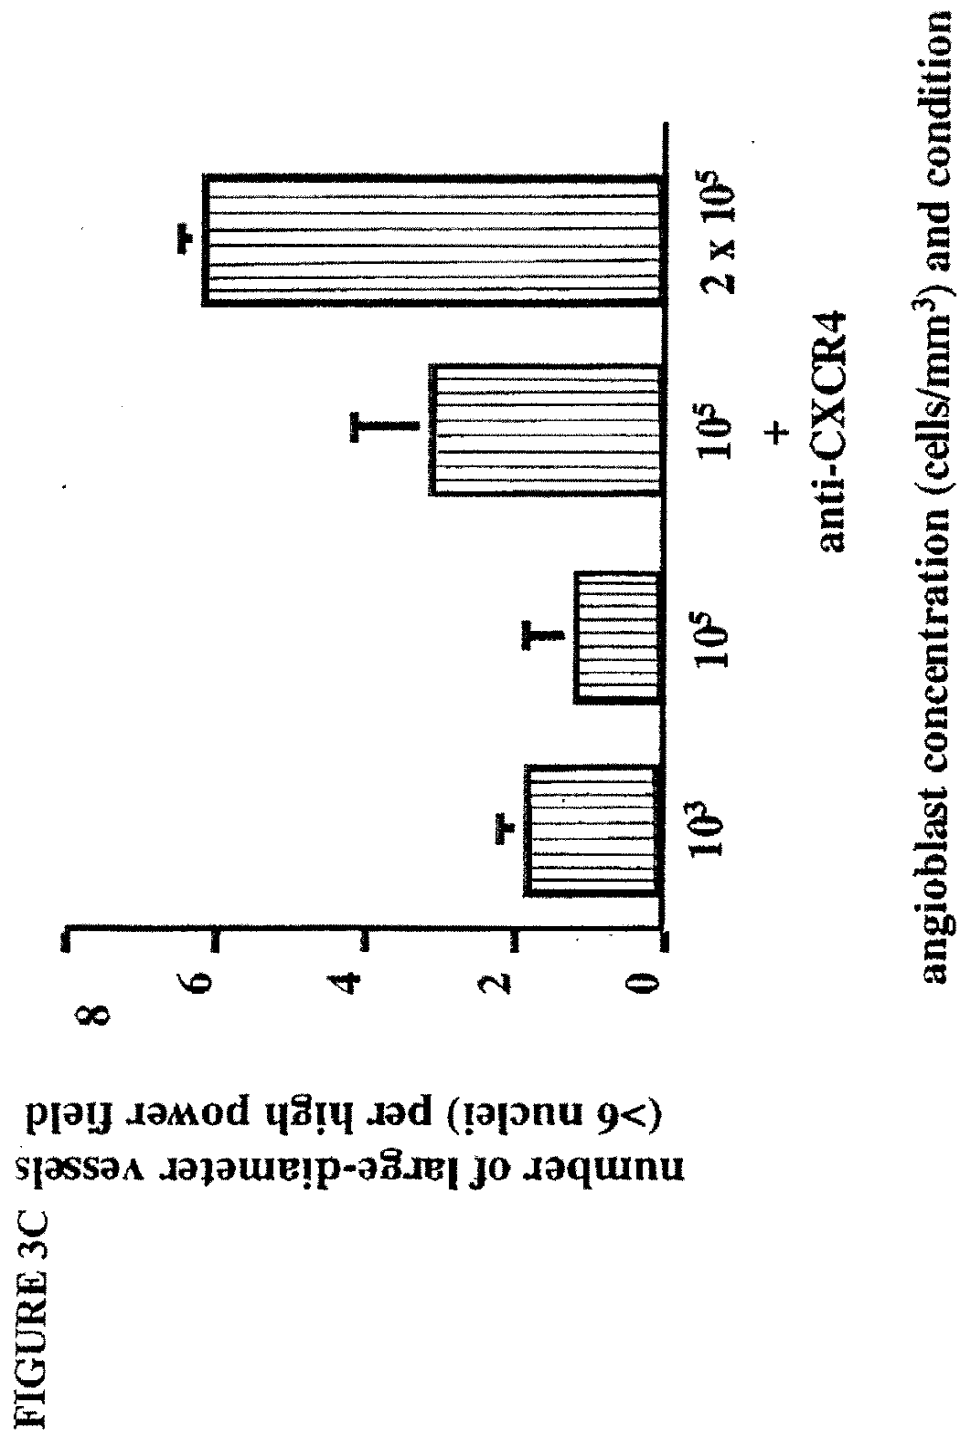 FIGURE 3C
number of large-diameter vessels
(>6 nuclei) per high power field
8
6
4
2
0
10³
10⁵
10⁵
2 x 10⁵
+
anti-CXCR4
angioblast concentration (cells/mm³) and condition